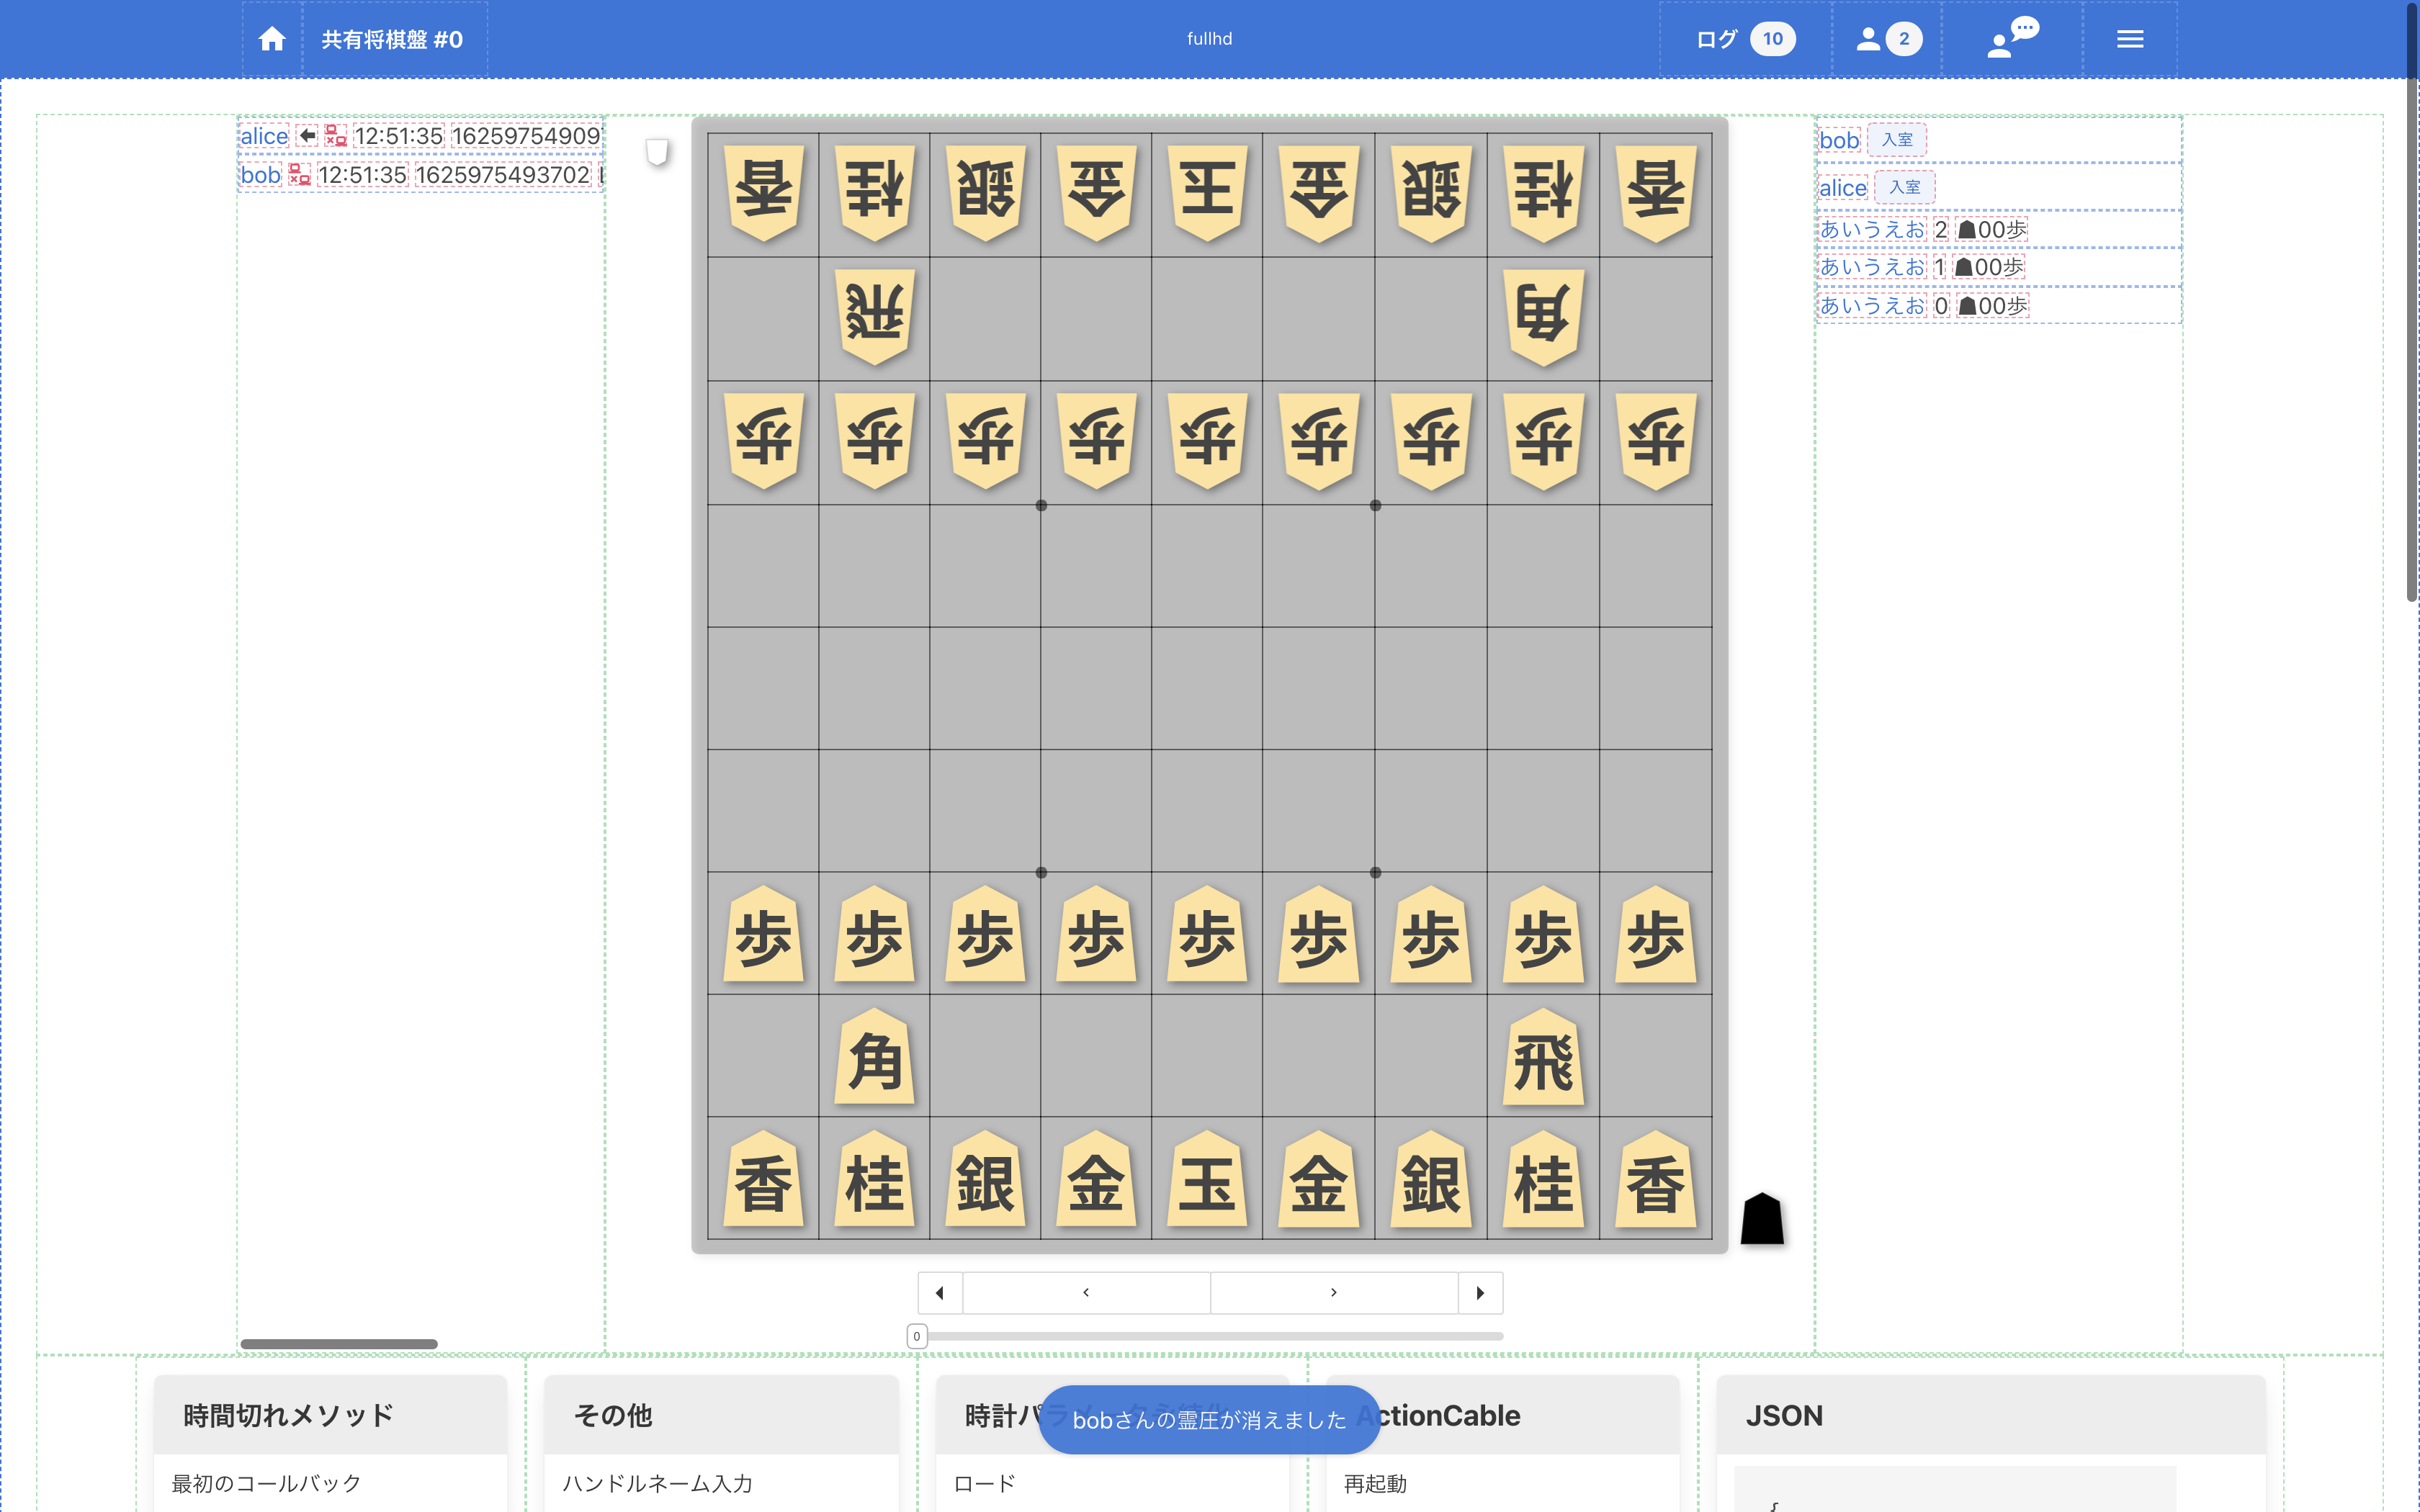 共有将棋盤 #0
fullhd
ログ 10
2
alice 12:51:35 1625975490
bob 12:51:35 1625975493702
bob 入室
alice 入室
あいうえお 2 ☗00歩
あいうえお 1 ☗00歩
あいうえお 0 ☗00歩
香 桂 銀 金 玉 金 銀 桂 香
飛 角
歩 歩 歩 歩 歩 歩 歩 歩 歩
歩 歩 歩 歩 歩 歩 歩 歩 歩
角 飛
香 桂 銀 金 玉 金 銀 桂 香
0
時間切れメソッド
その他
時計パ
ctionCable
JSON
bobさんの霊圧が消えました
最初のコールバック
ハンドルネーム入力
ロード
再起動
{